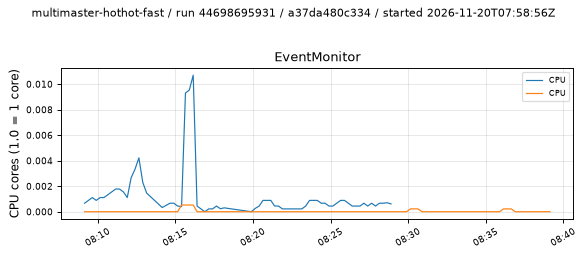 multimaster-hothot-fast / run 44698695931 / a37da480c334 / started 2026-11-20T07:58:56Z
EventMonitor
CPU cores (1.0 = 1 core)
0.010
0.008
0.006
0.004
0.002
0.000
CPU
CPU
08:10
08:15
08:20
08:25
08:30
08:35
08:40